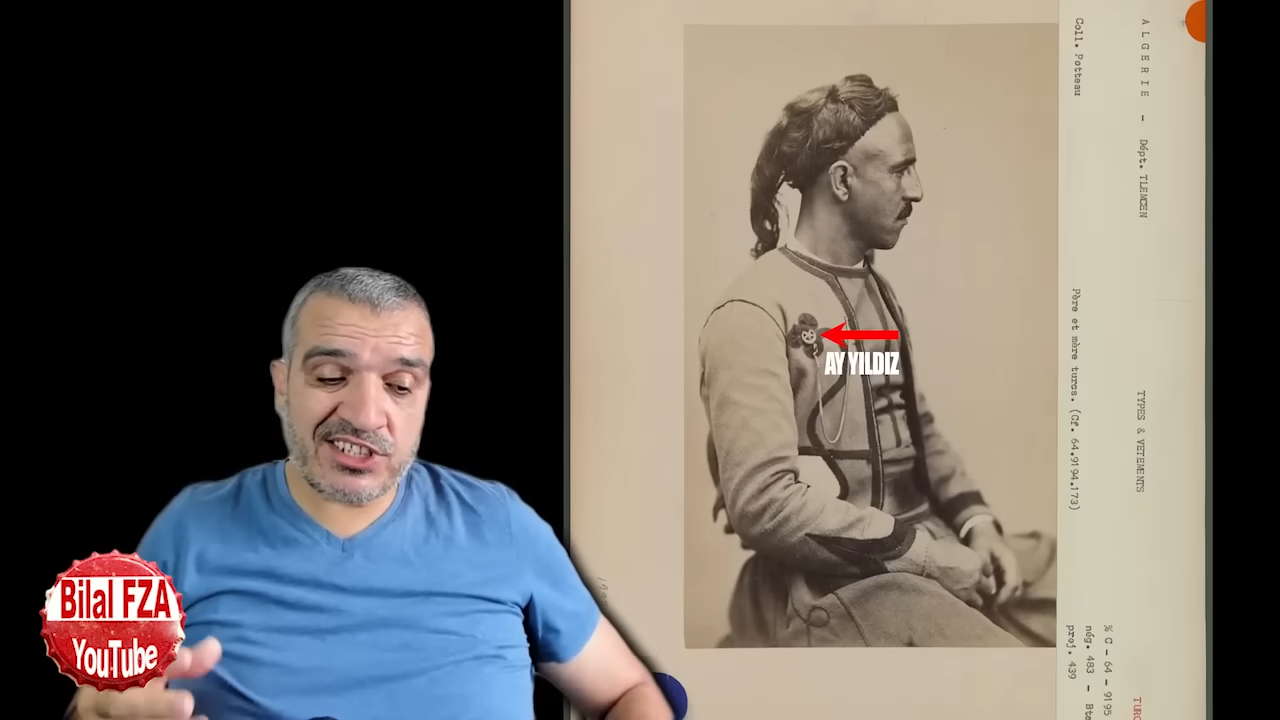 Bilal FZA
YouTube
AY YILDIZ
ALGERIE - Dépt. TLEMCEN
Coll. Potteau
TYPES & VETEMENTS
Père et mère turcs. (Cf. 64.9194.173)
% C - 64 - 9195
nég. 483 -
proj. 439